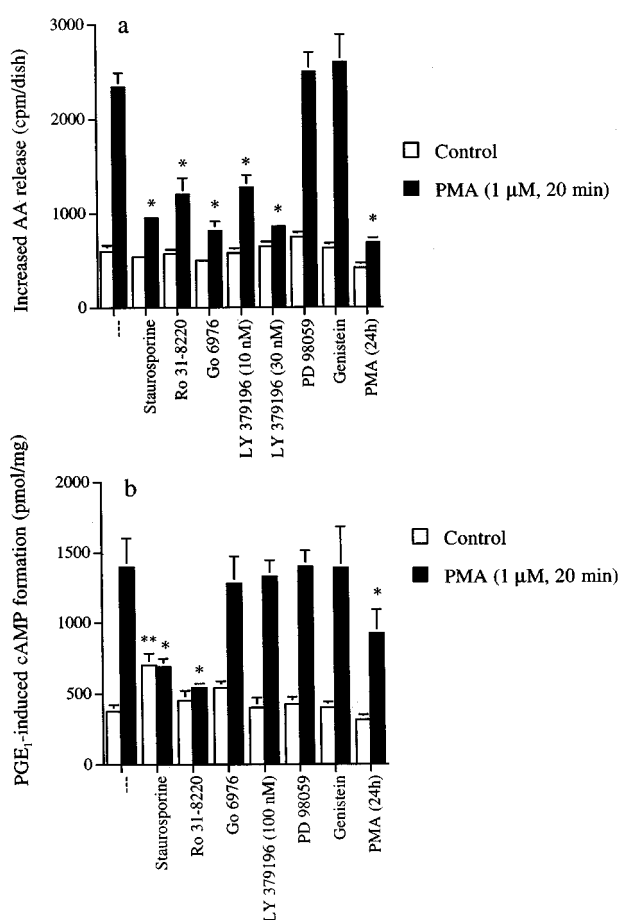 a
Increased AA release (cpm/dish)
3000
2000
1000
0
* * * * * *
Control
PMA (1 µM, 20 min)
---
Staurosporine
Ro 31-8220
Go 6976
LY 379196 (10 nM)
LY 379196 (30 nM)
PD 98059
Genistein
PMA (24h)
b
PGE₁-induced cAMP formation (pmol/mg)
2000
1500
1000
500
0
** * * *
Control
PMA (1 µM, 20 min)
---
Staurosporine
Ro 31-8220
Go 6976
LY 379196 (100 nM)
PD 98059
Genistein
PMA (24h)